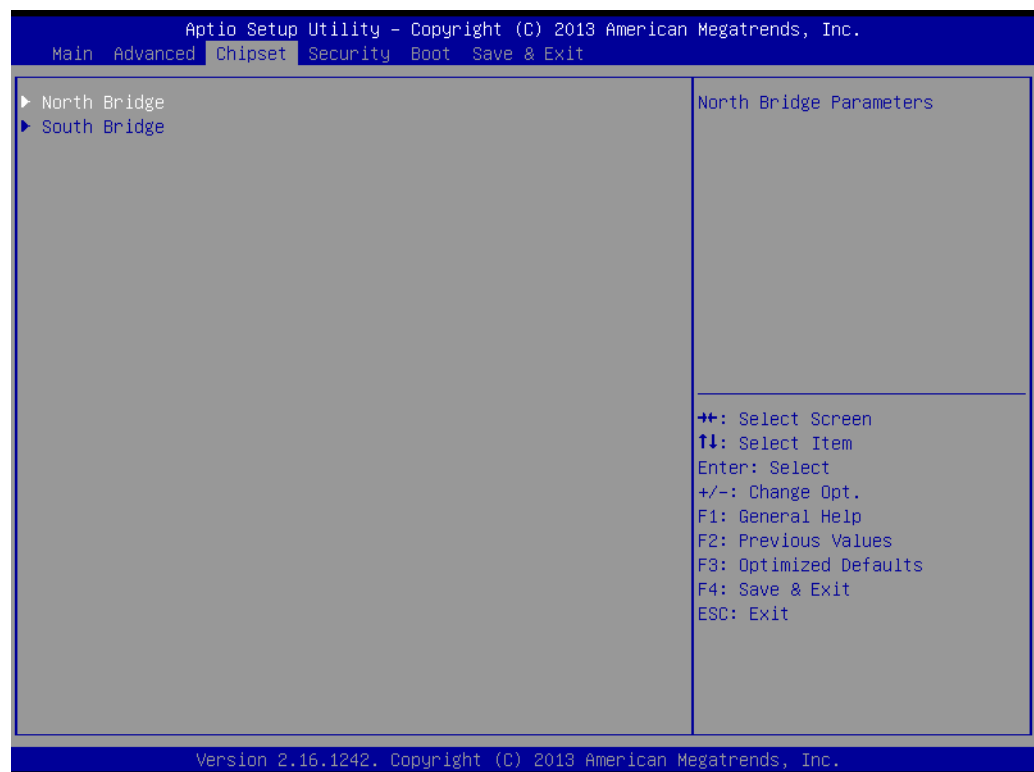 Aptio Setup Utility – Copyright (C) 2013 American Megatrends, Inc.
Main Advanced Chipset Security Boot Save & Exit
▶ North Bridge
▶ South Bridge
North Bridge Parameters
→←: Select Screen
↑↓: Select Item
Enter: Select
+/-: Change Opt.
F1: General Help
F2: Previous Values
F3: Optimized Defaults
F4: Save & Exit
ESC: Exit
Version 2.16.1242. Copyright (C) 2013 American Megatrends, Inc.